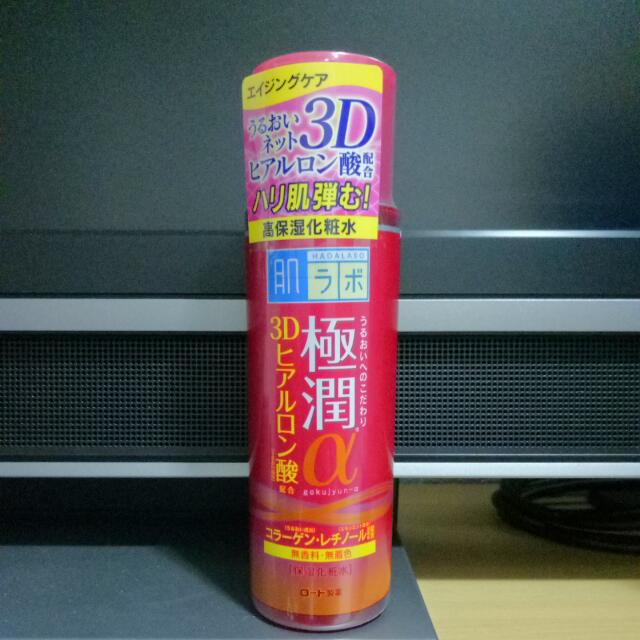 エイジングケア
うるおい
ネット
3D
ヒアルロン酸配合
ハリ肌弾む!
高保湿化粧水
HADALABO
肌ラボ
うるおいへのこだわり
極潤
α
gokujyun-α
3Dヒアルロン酸
配合
コラーゲン・レチノール
無香料・無着色
[保湿化粧水]
ロート製薬